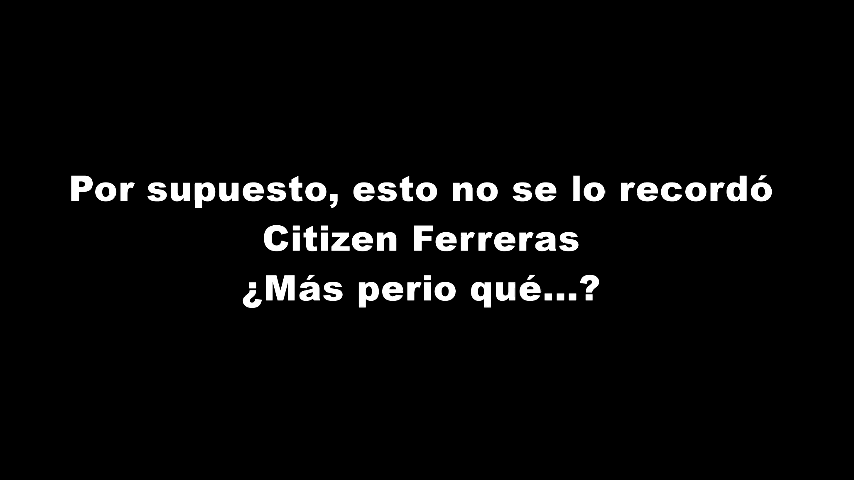 Por supuesto, esto no se lo recordó
Citizen Ferreras
¿Más perio qué...?